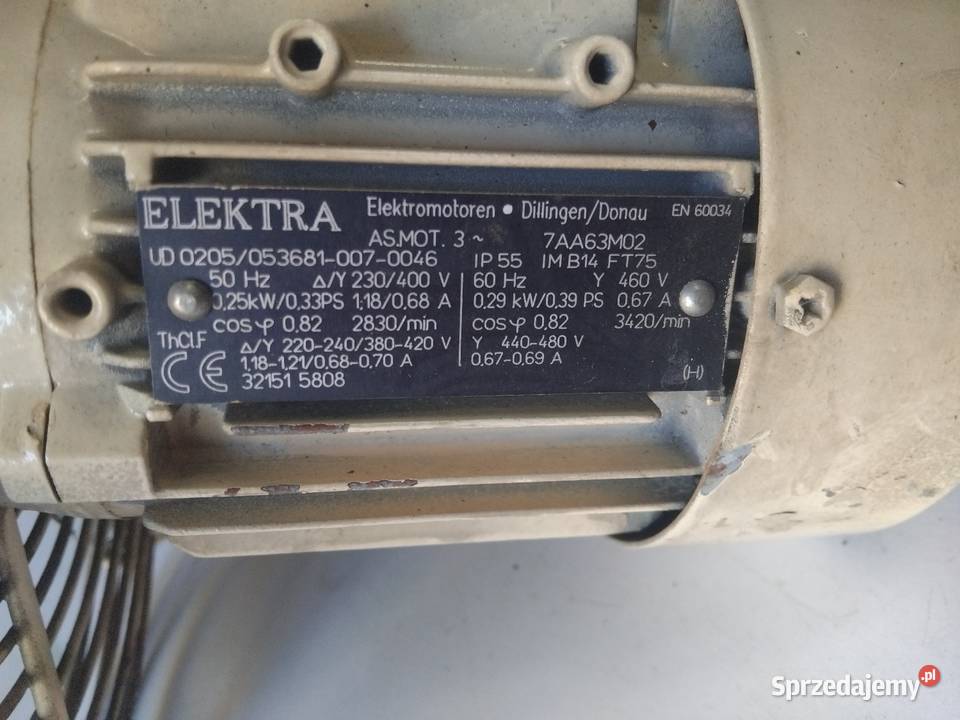 ELEKTRA Elektromotoren • Dillingen/Donau EN 60034
AS.MOT. 3 ~ 7AA63M02
UD 0205/053681-007-0046 IP 55 IM B14 FT75
50 Hz Δ/Y 230/400 V
0,25kW/0,33PS 1,18/0,68 A
cos φ 0,82 2830/min
Δ/Y 220-240/380-420 V
1,18-1,21/0,68-0,70 A
32151 5808
60 Hz Y 460 V
0,29 kW/0,39 PS 0,67 A
cos φ 0,82 3420/min
Y 440-480 V
0,67-0,69 A
Th.Cl.F
CE
(H)
Sprzedajemy.pl